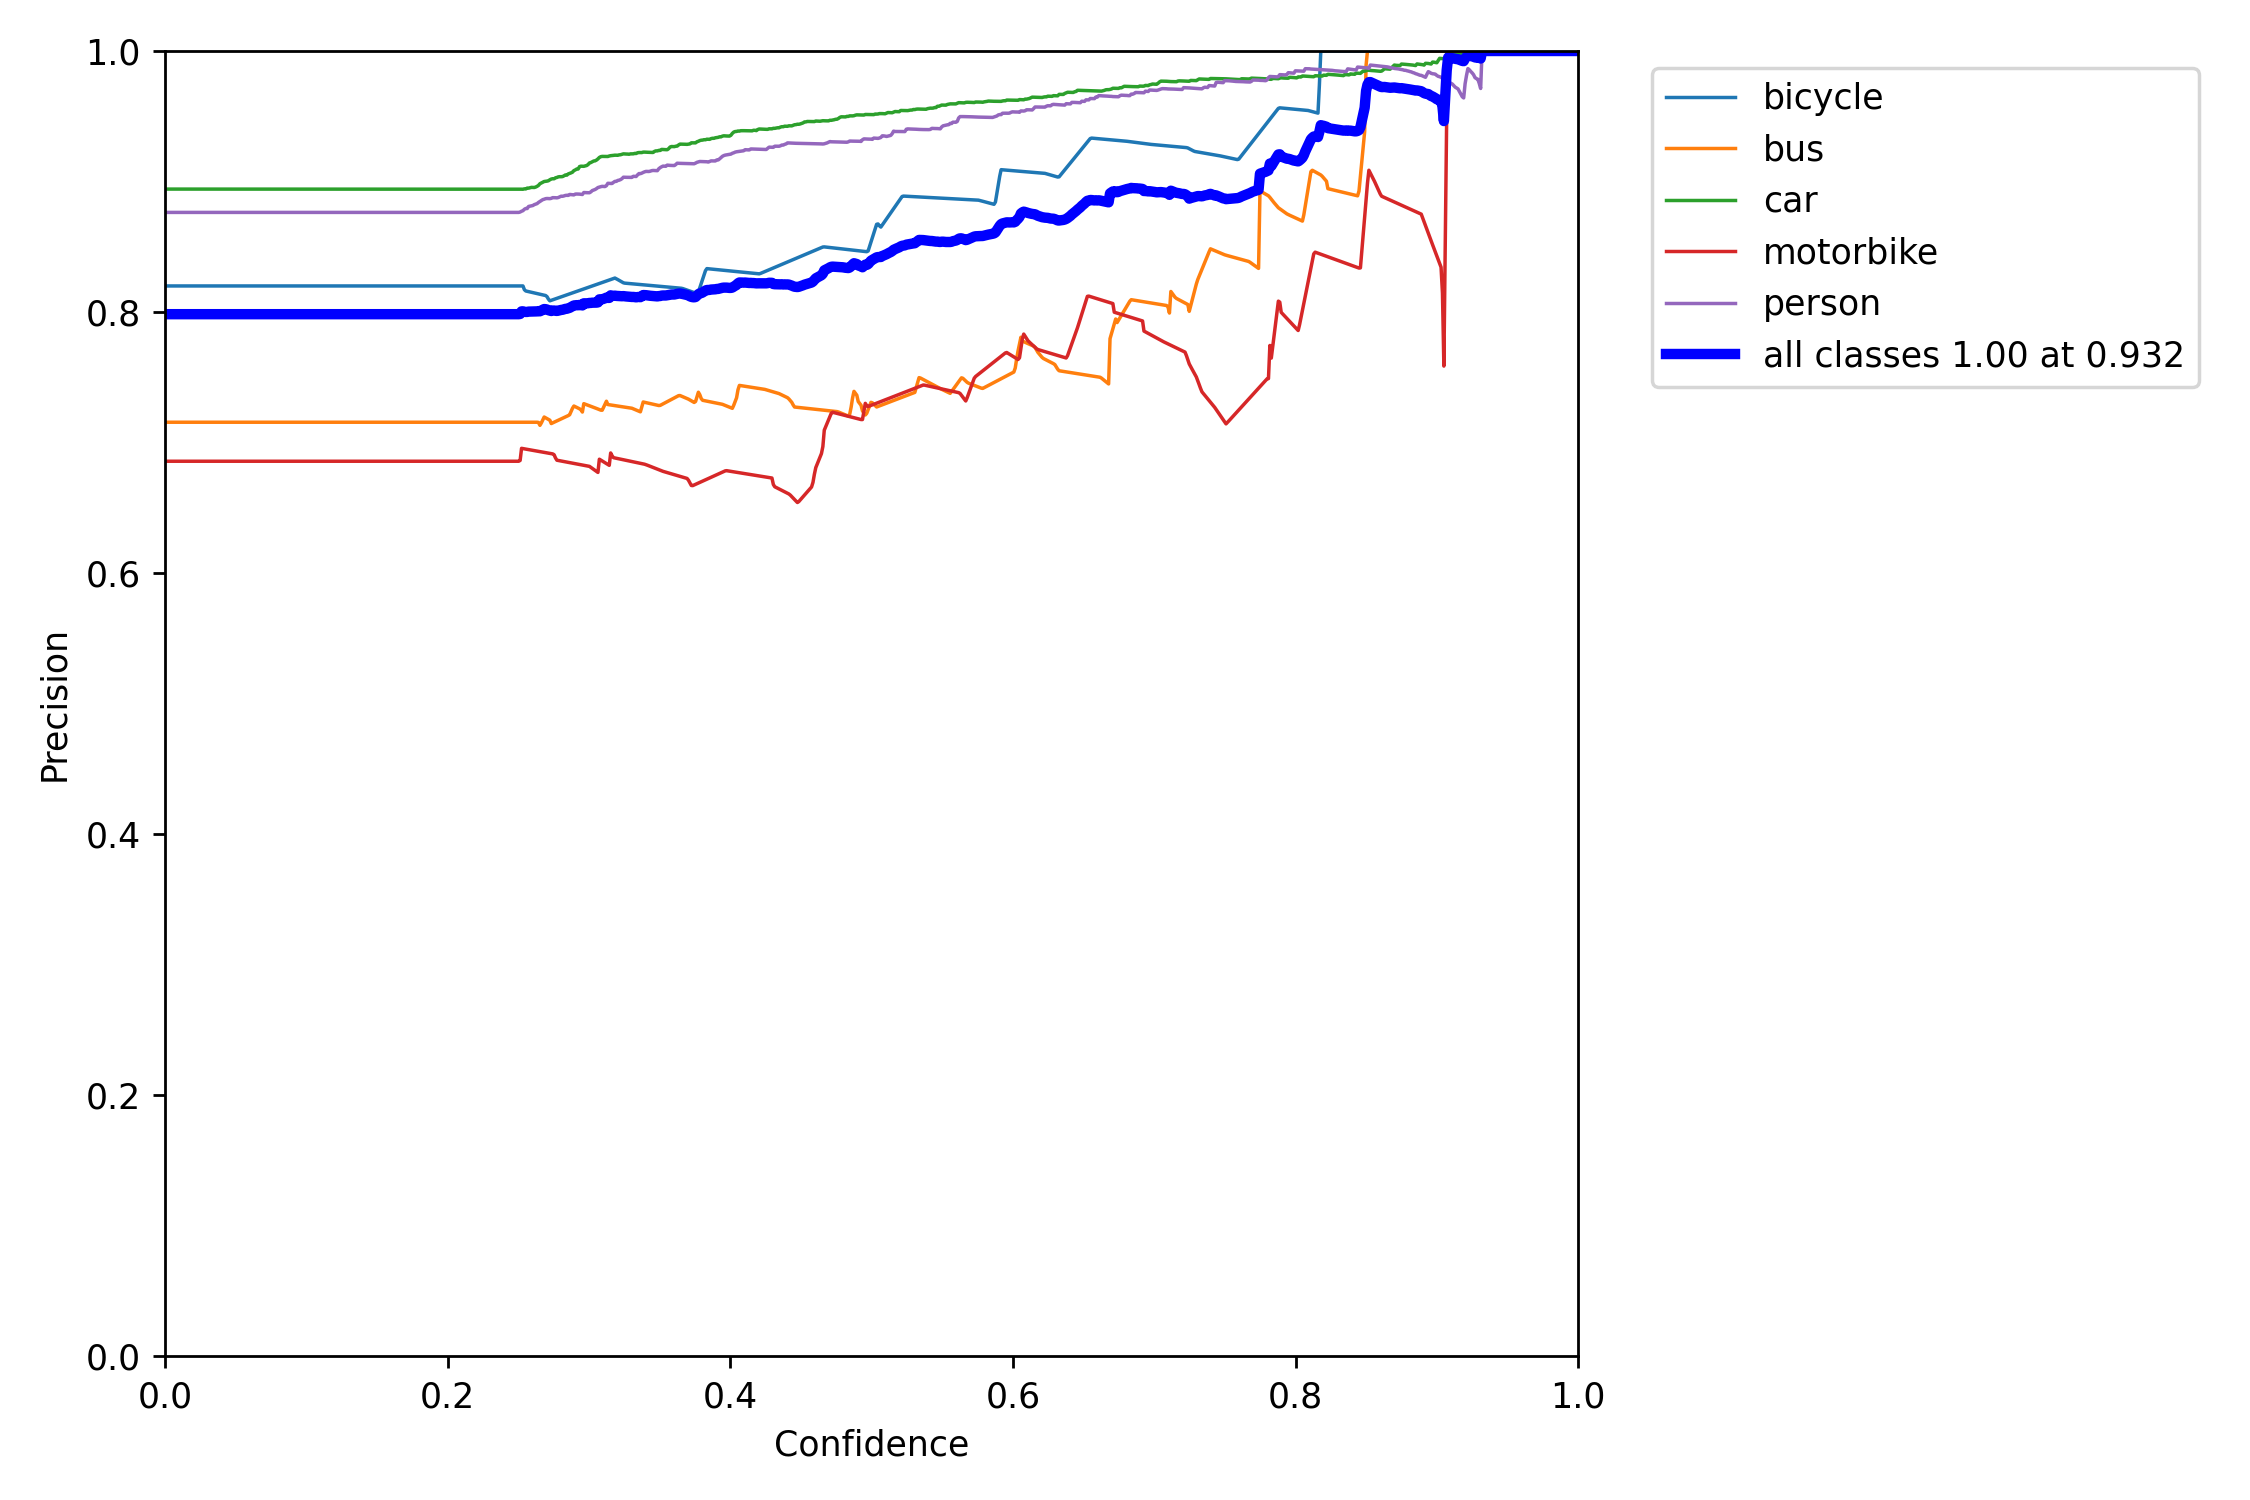 1.0
0.8
0.6
0.4
0.2
0.0
0.0 0.2 0.4 0.6 0.8 1.0
Precision
Confidence
bicycle
bus
car
motorbike
person
all classes 1.00 at 0.932